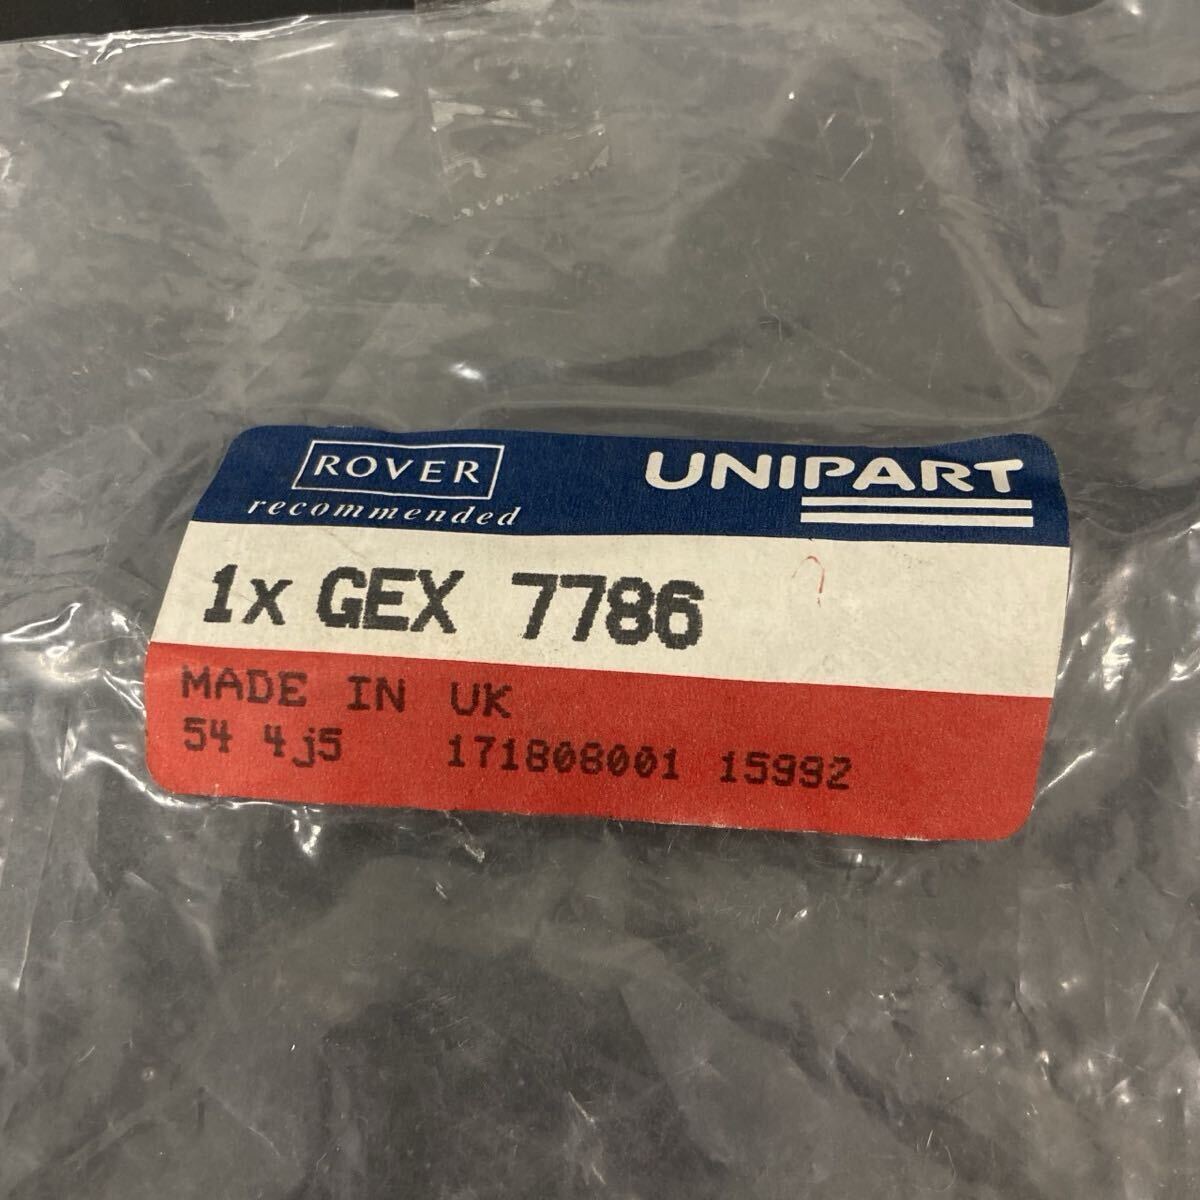 ROVER
recommended
UNIPART
1x GEX 7786
MADE IN UK
54 4j5 171808001 15992